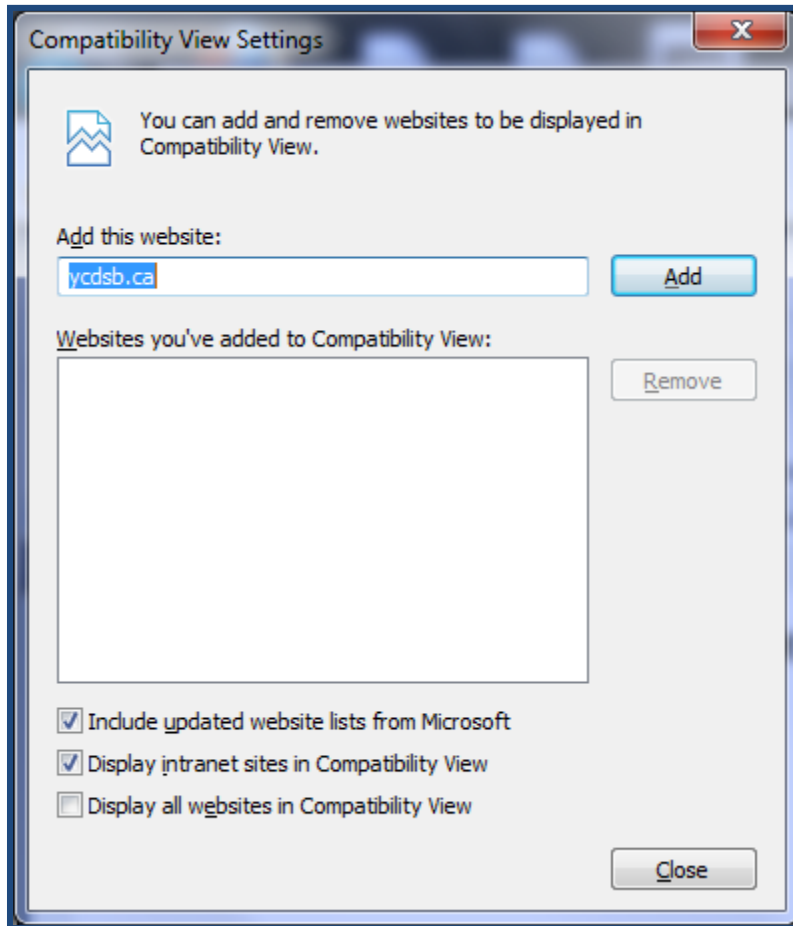 Compatibility View Settings
You can add and remove websites to be displayed in
Compatibility View.
Add this website:
ycdsb.ca
Add
Websites you've added to Compatibility View:
Remove
Include updated website lists from Microsoft
Display intranet sites in Compatibility View
Display all websites in Compatibility View
Close